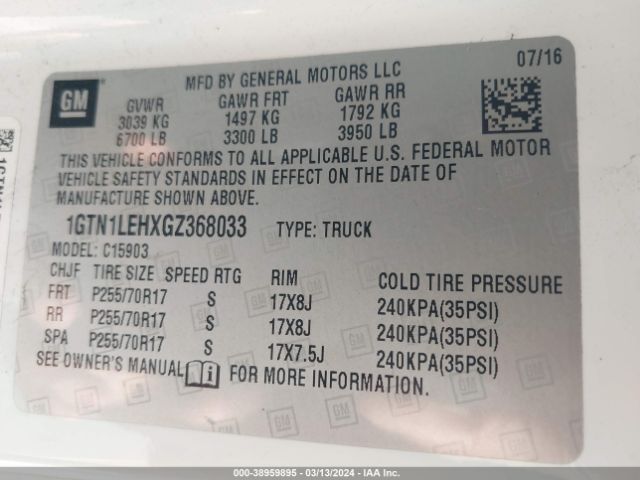 07/16
MFD BY GENERAL MOTORS LLC
GM
GVWR GAWR FRT GAWR RR
3039 KG 1497 KG 1792 KG
6700 LB 3300 LB 3950 LB
THIS VEHICLE CONFORMS TO ALL APPLICABLE U.S. FEDERAL MOTOR
VEHICLE SAFETY STANDARDS IN EFFECT ON THE DATE OF
MANUFACTURE SHOWN ABOVE.
1GTN1LEHXGZ368033 TYPE: TRUCK
MODEL: C15903
CHJF TIRE SIZE SPEED RTG RIM COLD TIRE PRESSURE
FRT P255/70R17 S 17X8J 240KPA(35PSI)
RR P255/70R17 S 17X8J 240KPA(35PSI)
SPA P255/70R17 S 17X7.5J 240KPA(35PSI)
SEE OWNER'S MANUAL FOR MORE INFORMATION.
000-38959895 - 03/13/2024 - IAA Inc.